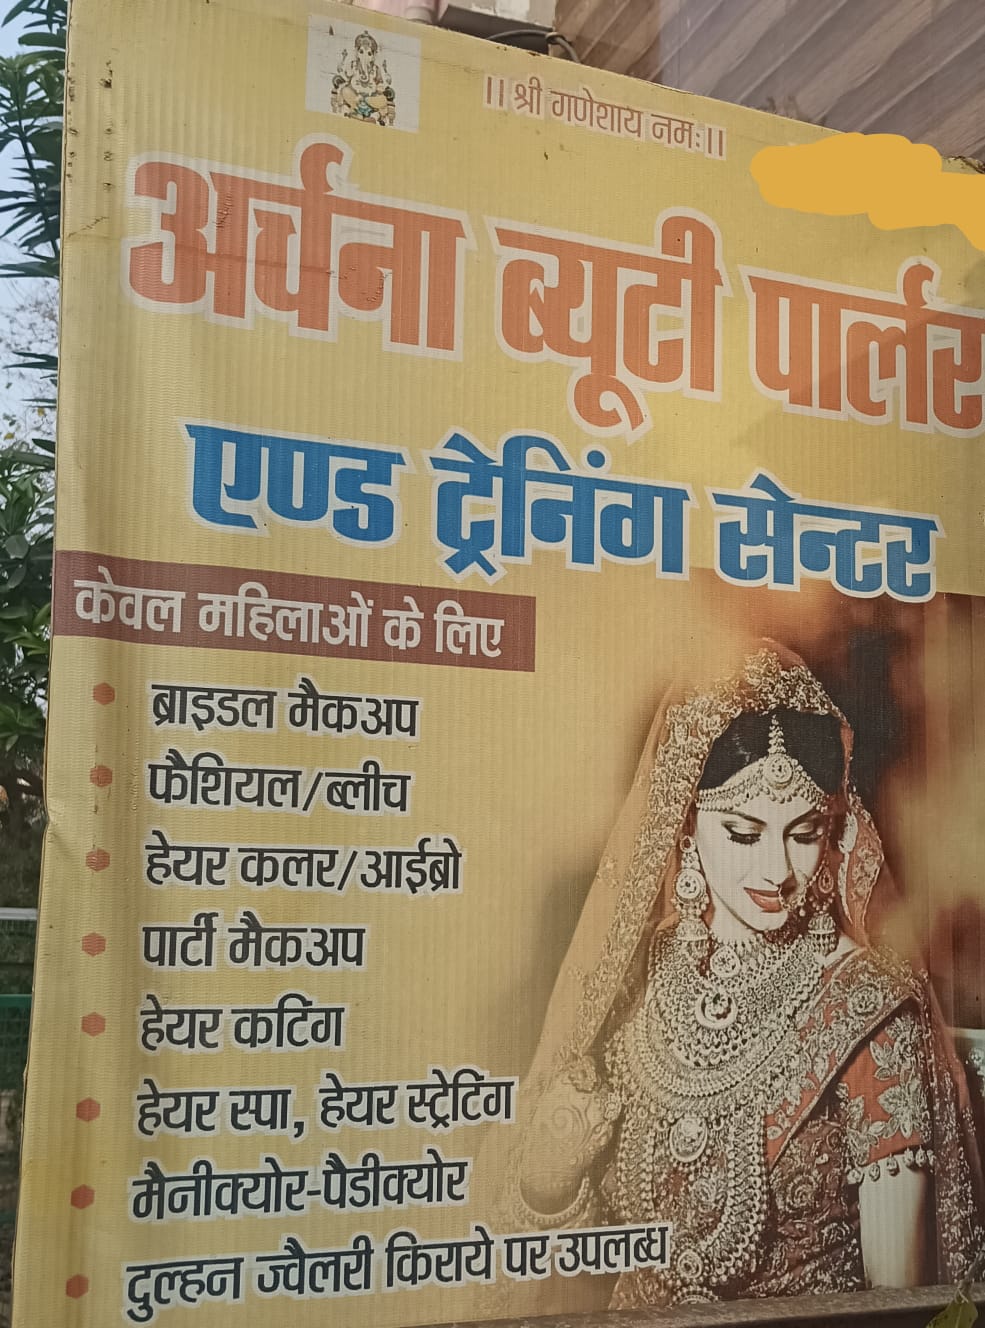 ।। श्री गणेशाय नमः ।।
अर्चना ब्यूटी पार्लर
एण्ड ट्रेनिंग सेन्टर
केवल महिलाओं के लिए
ब्राइडल मैकअप
फैशियल/ब्लीच
हेयर कलर/आईब्रो
पार्टी मैकअप
हेयर कटिंग
हेयर स्पा, हेयर स्ट्रेटिंग
मैनीक्योर-पैडीक्योर
दुल्हन ज्वैलरी किराये पर उपलब्ध